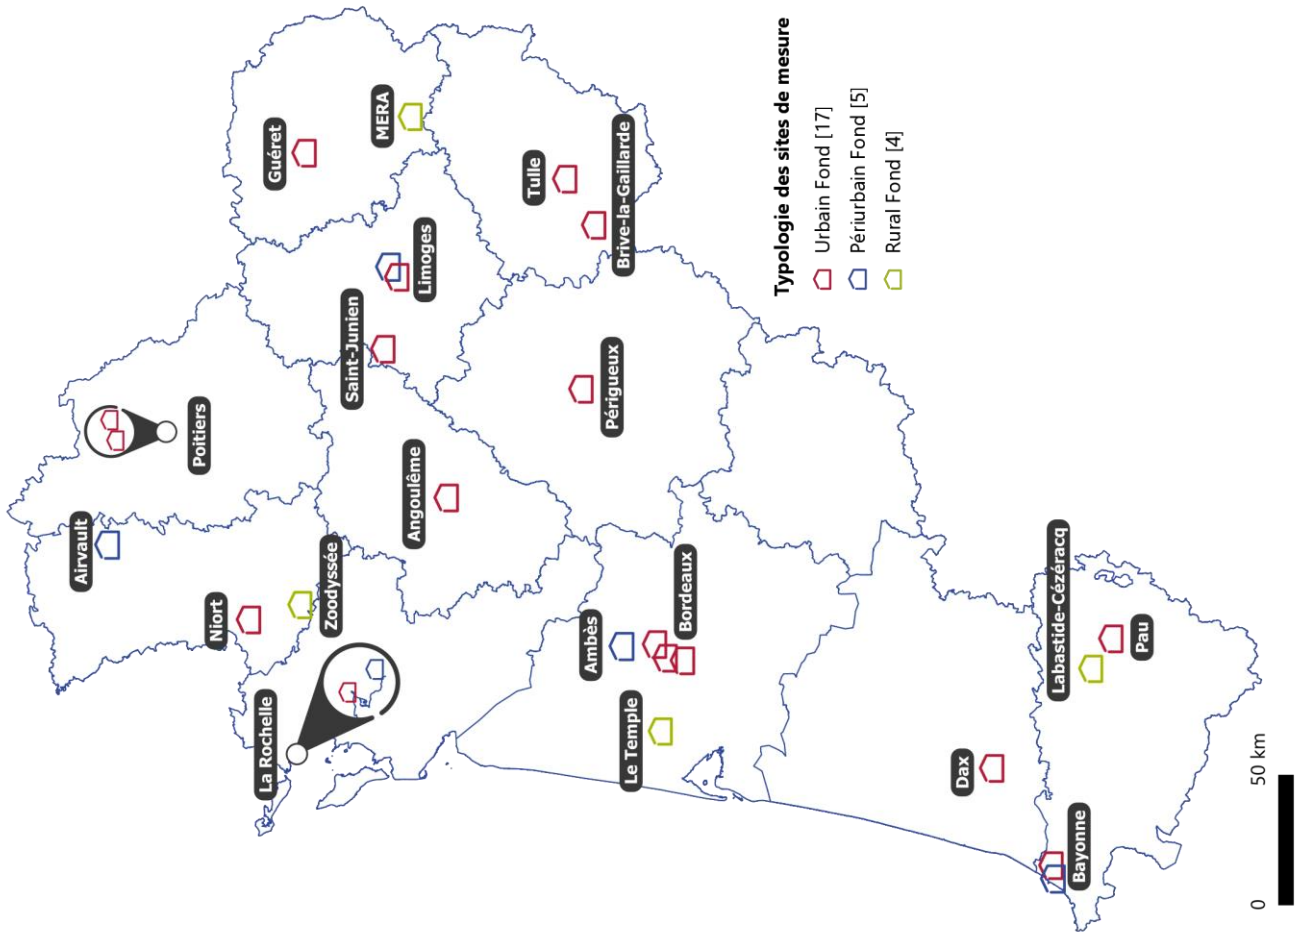 Guéret
MERA
Tulle
Brive-la-Gaillarde
Limoges
Saint-Junien
Périgueux
Poitiers
Angoulême
Airvault
Niort
Zoodyssée
La Rochelle
Ambès
Bordeaux
Le Temple
Dax
Labastide-Cézéracq
Pau
Bayonne
Typologie des sites de mesure
Urbain Fond [17]
Périurbain Fond [5]
Rural Fond [4]
0 50 km